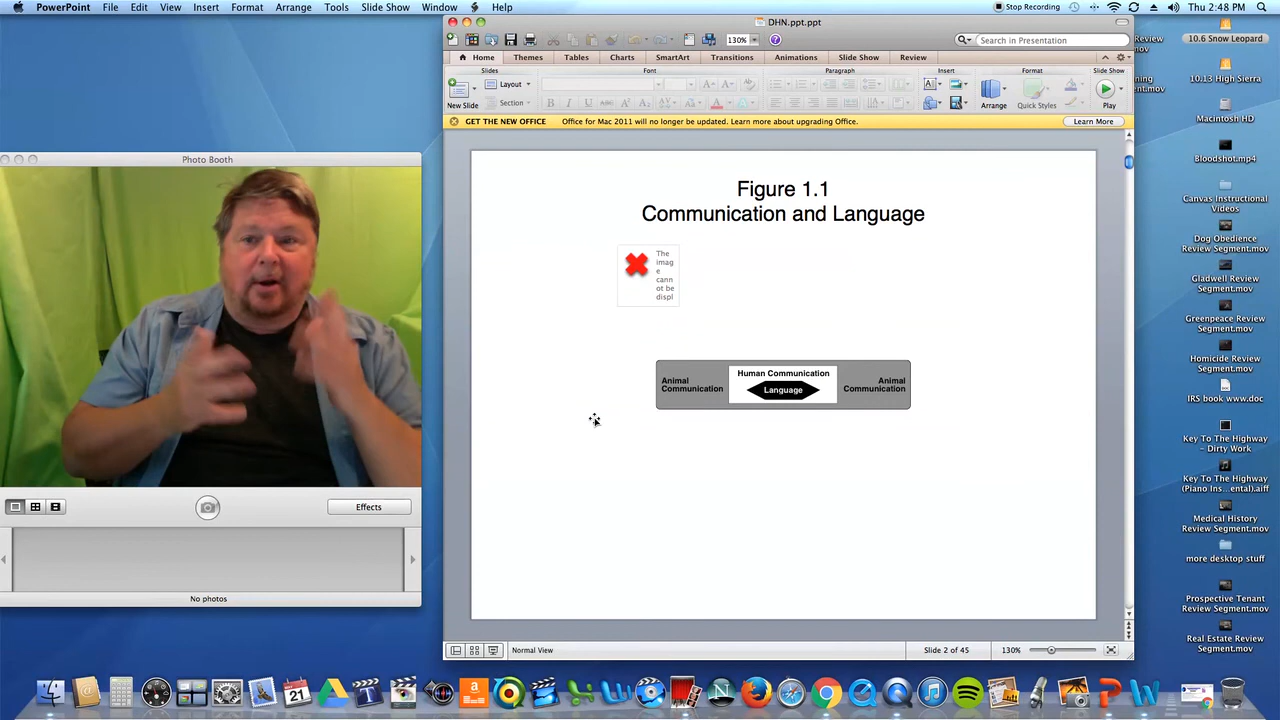 PowerPoint File Edit View Insert Format Arrange Tools Slide Show Window Help
Stop Recording Thu 2:48 PM
DHN.ppt.ppt
130%
Search in Presentation
Home Themes Tables Charts SmartArt Transitions Animations Slide Show Review
Slides Font Paragraph Insert Format Slide Show
New Slide
Layout
Section
Arrange
Quick Styles
Play
GET THE NEW OFFICE Office for Mac 2011 will no longer be updated. Learn more about upgrading Office. Learn More
Photo Booth
Effects
No photos
Figure 1.1
Communication and Language
The
imag
e
cann
ot be
displ
Animal
Communication
Human Communication
Language
Animal
Communication
Normal View
Slide 2 of 45
130%
10.6 Snow Leopard
10.13 High Sierra
Macintosh HD
Bloodshot.mp4
Canvas Instructional
Videos
Dog Obedience
Review Segment.mov
Gladwell Review
Segment.mov
Greenpeace Review
Segment.mov
Homicide Review
Segment.mov
IRS book www.doc
Key To The Highway
– Dirty Work
Key To The Highway
(Piano Ins...ental).aiff
Medical History
Review Segment.mov
more desktop stuff
Prospective Tenant
Review Segment.mov
Real Estate Review
Segment.mov